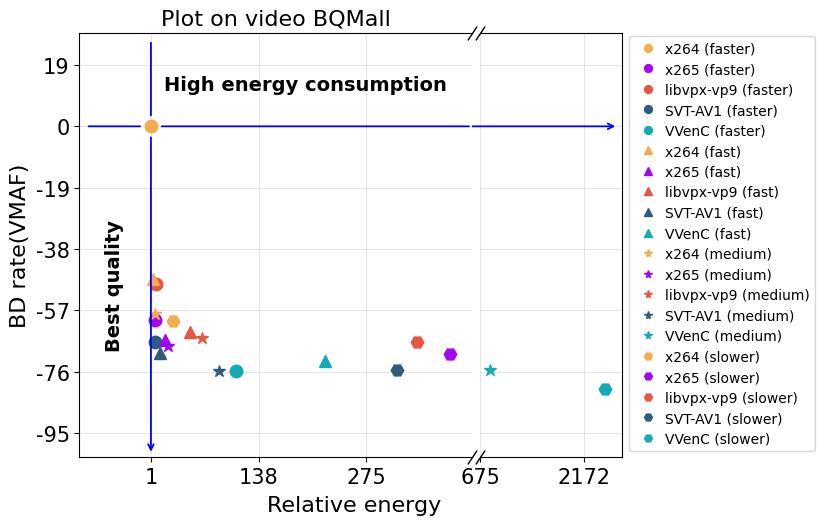 Plot on video BQMall
19
0
-19
-38
-57
-76
-95
BD rate(VMAF)
High energy consumption
Best quality
1
138
275
675
2172
Relative energy
x264 (faster)
x265 (faster)
libvpx-vp9 (faster)
SVT-AV1 (faster)
VVenC (faster)
x264 (fast)
x265 (fast)
libvpx-vp9 (fast)
SVT-AV1 (fast)
VVenC (fast)
x264 (medium)
x265 (medium)
libvpx-vp9 (medium)
SVT-AV1 (medium)
VVenC (medium)
x264 (slower)
x265 (slower)
libvpx-vp9 (slower)
SVT-AV1 (slower)
VVenC (slower)